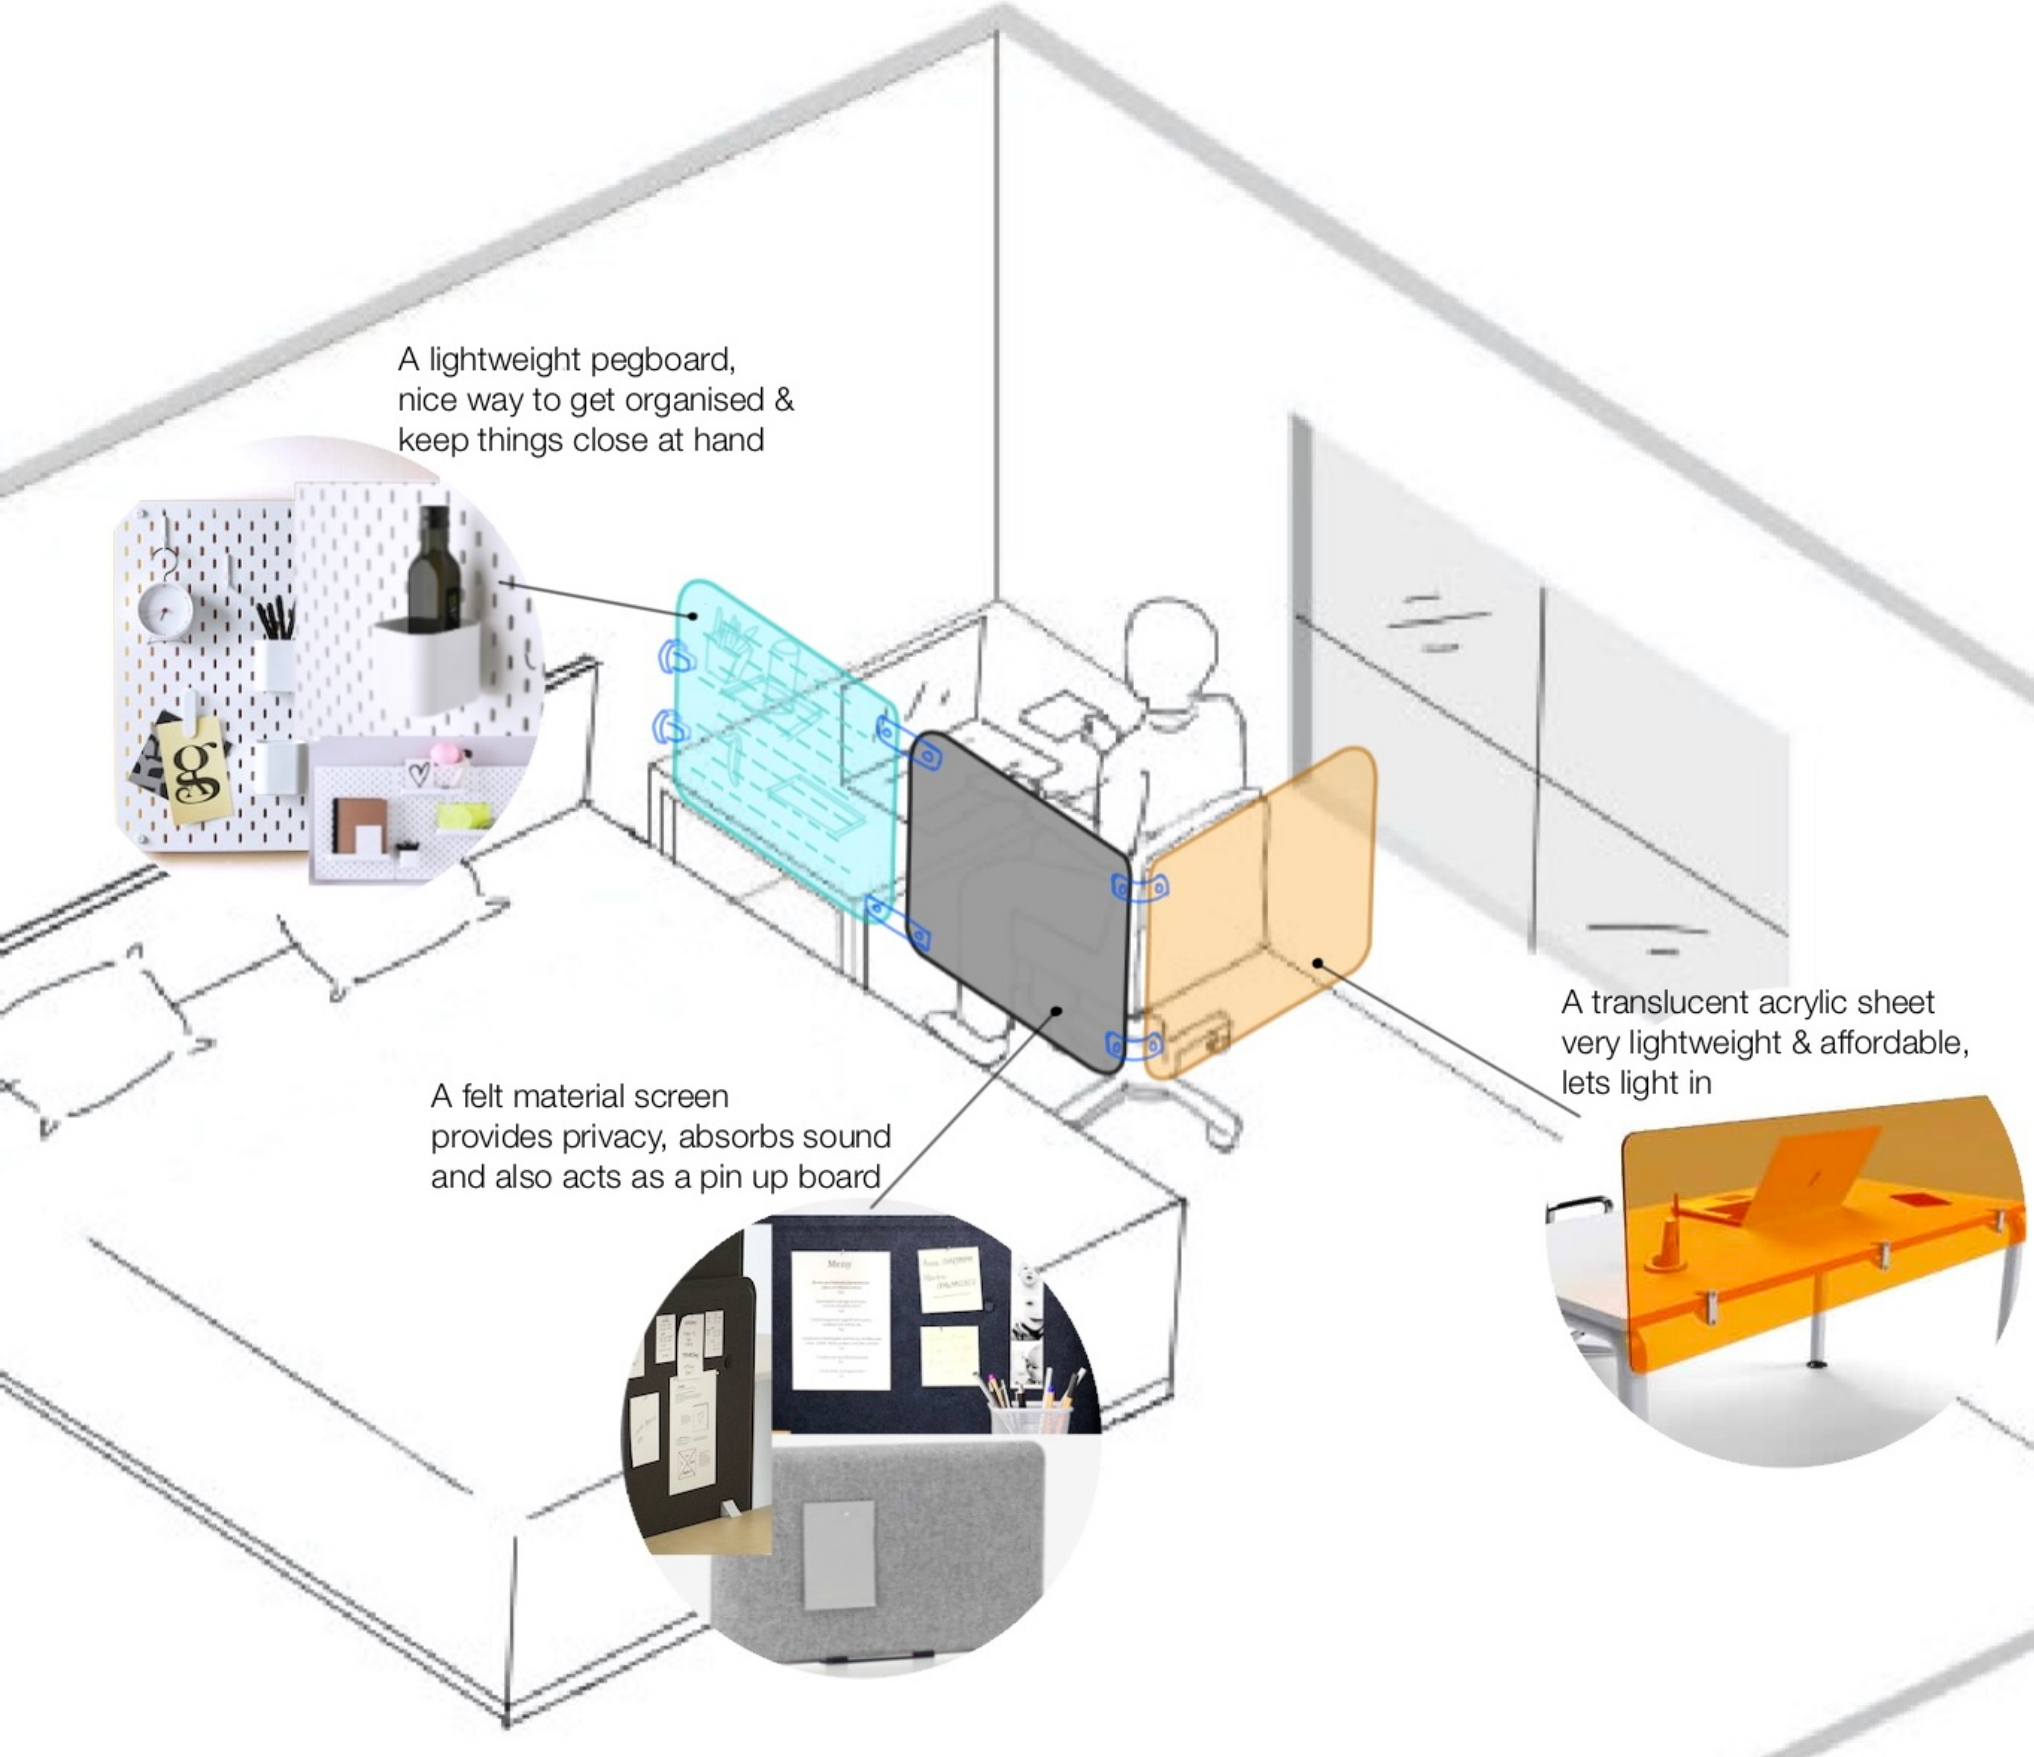 A lightweight pegboard,
nice way to get organised &
keep things close at hand
g
A felt material screen
provides privacy, absorbs sound
and also acts as a pin up board
Menu
A translucent acrylic sheet
very lightweight & affordable,
lets light in